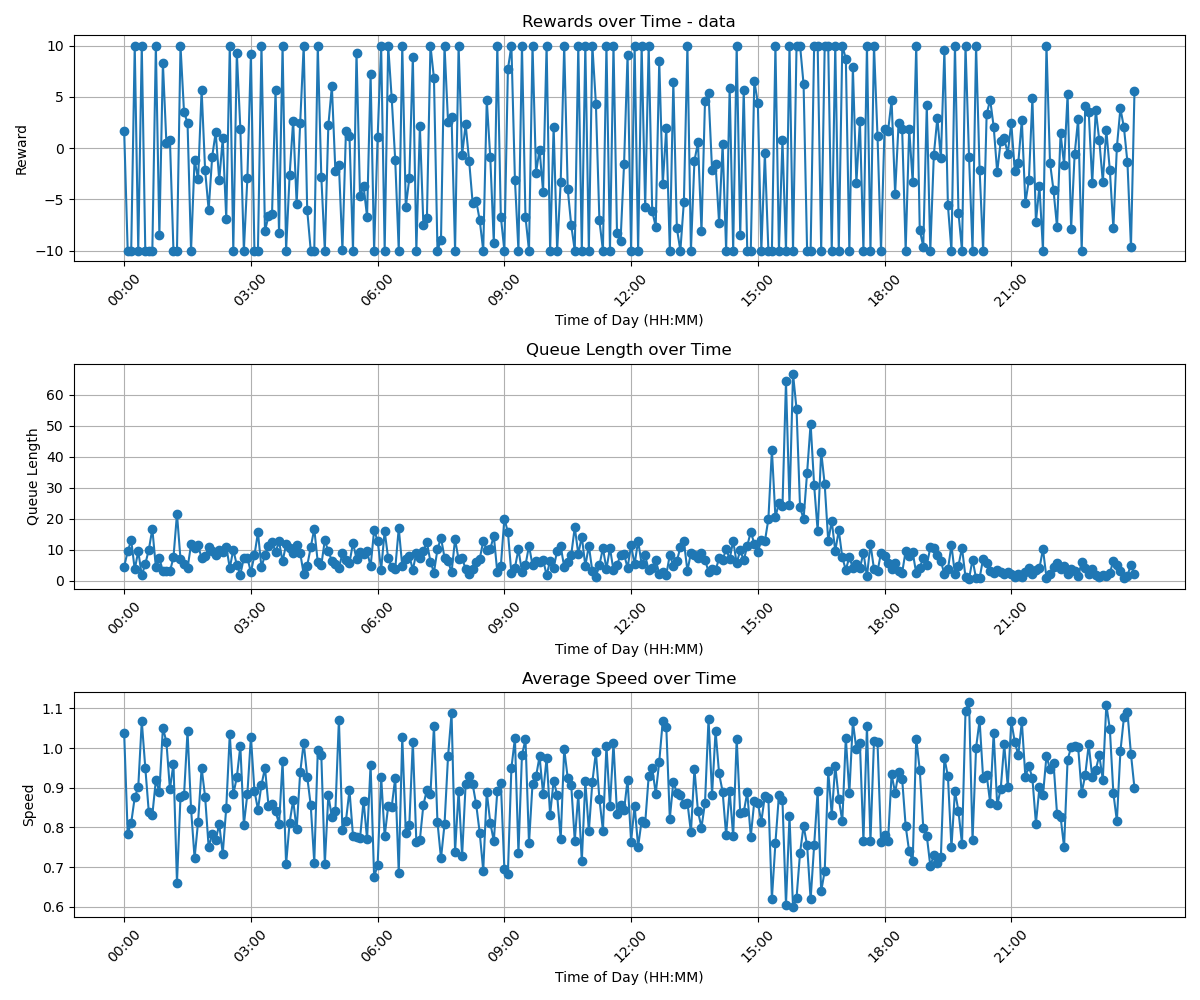 Rewards over Time - data
10
5
0
−5
−10
Reward
00:00 03:00 06:00 09:00 12:00 15:00 18:00 21:00
Time of Day (HH:MM)
Queue Length over Time
60
50
40
30
20
10
0
Queue Length
00:00 03:00 06:00 09:00 12:00 15:00 18:00 21:00
Time of Day (HH:MM)
Average Speed over Time
1.1
1.0
0.9
0.8
0.7
0.6
Speed
00:00 03:00 06:00 09:00 12:00 15:00 18:00 21:00
Time of Day (HH:MM)